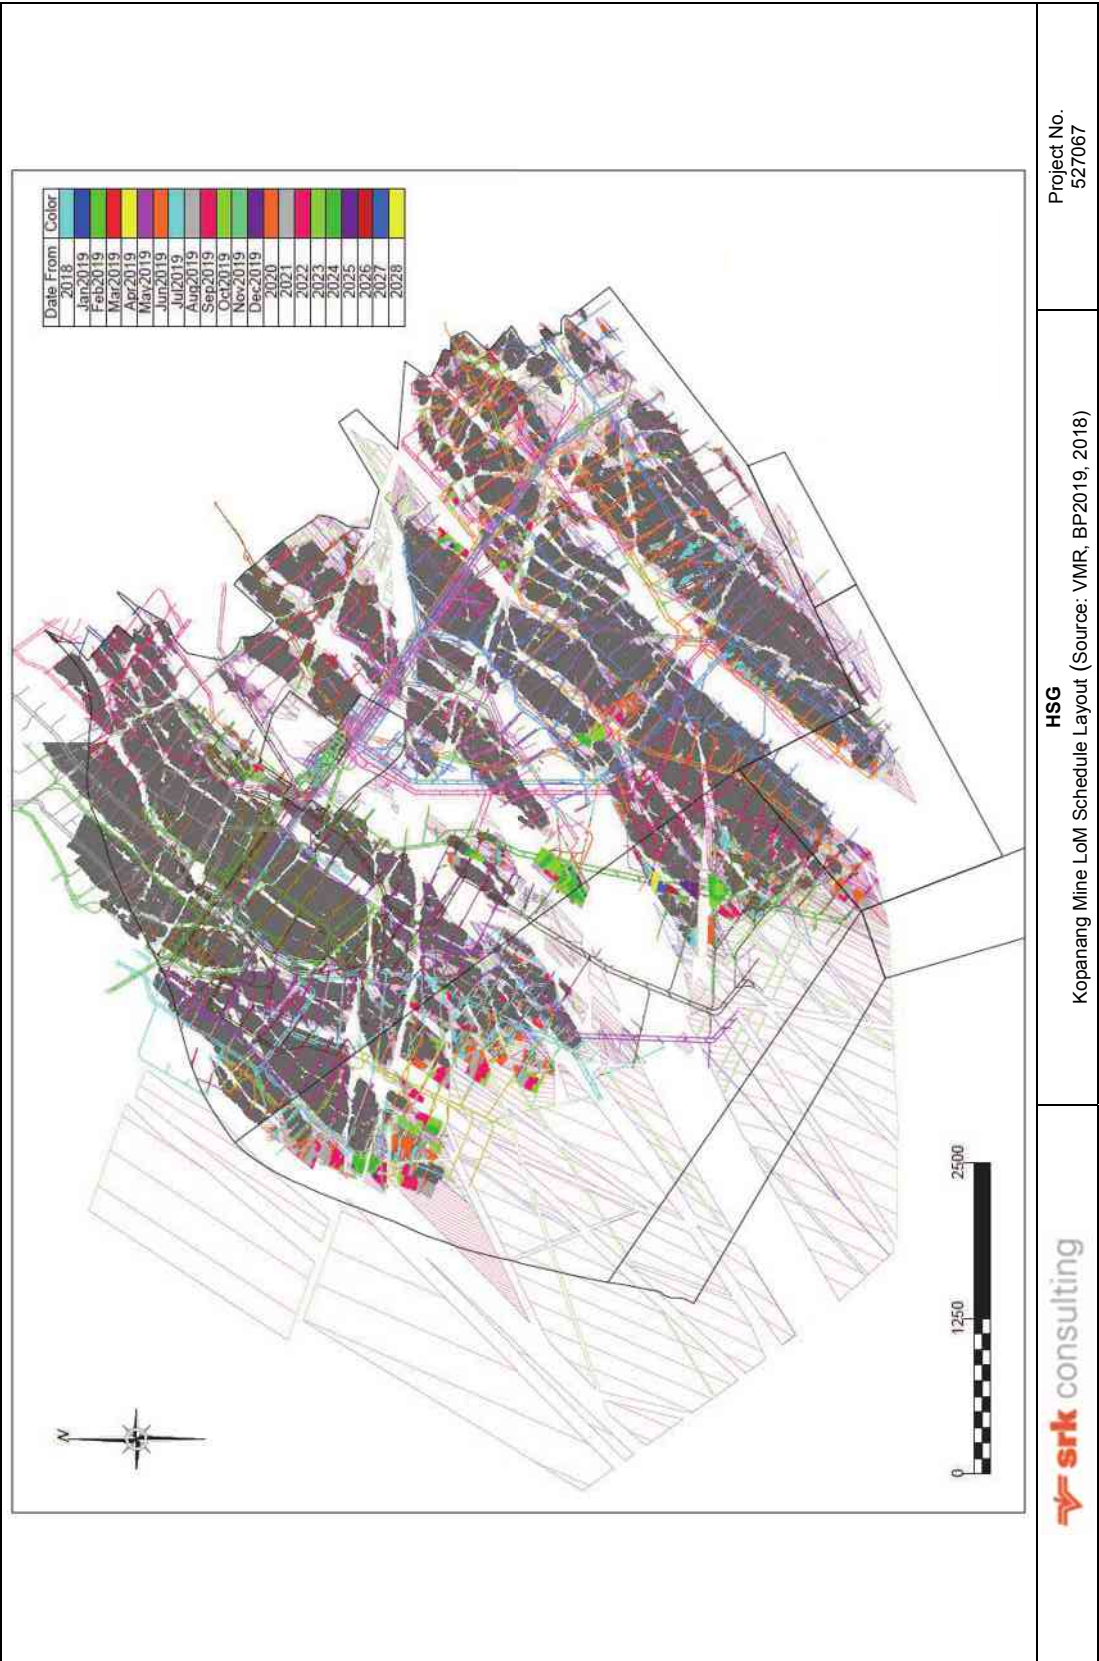 Date From Color
2018
Jan2019
Feb2019
Mar2019
Apr2019
May2019
Jun2019
Jul2019
Aug2019
Sep2019
Oct2019
Nov2019
Dec2019
2020
2021
2022
2023
2024
2025
2026
2027
2028
N
0 1250 2500
srk consulting
HSG
Kopanang Mine LoM Schedule Layout (Source: VMR, BP2019, 2018)
Project No.
527067